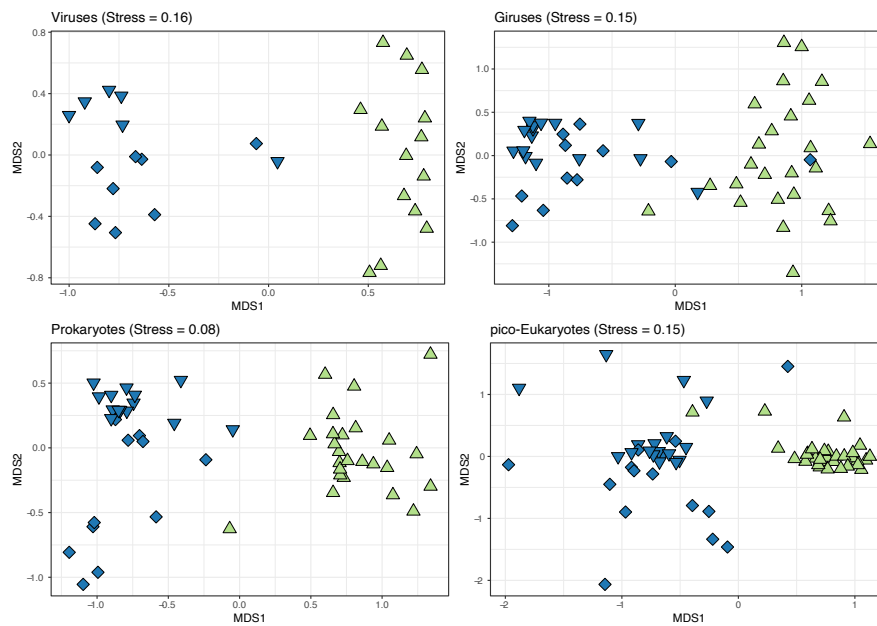 Viruses (Stress = 0.16)
0.8
0.4
0.0
-0.4
-0.8
MDS2
-1.0
-0.5
0.0
0.5
MDS1
Giruses (Stress = 0.15)
1.0
0.5
0.0
-0.5
-1.0
MDS2
-1
0
1
MDS1
Prokaryotes (Stress = 0.08)
0.5
0.0
-0.5
-1.0
MDS2
-1.0
-0.5
0.0
0.5
1.0
MDS1
pico-Eukaryotes (Stress = 0.15)
1
0
-1
-2
MDS2
-2
-1
0
1
MDS1